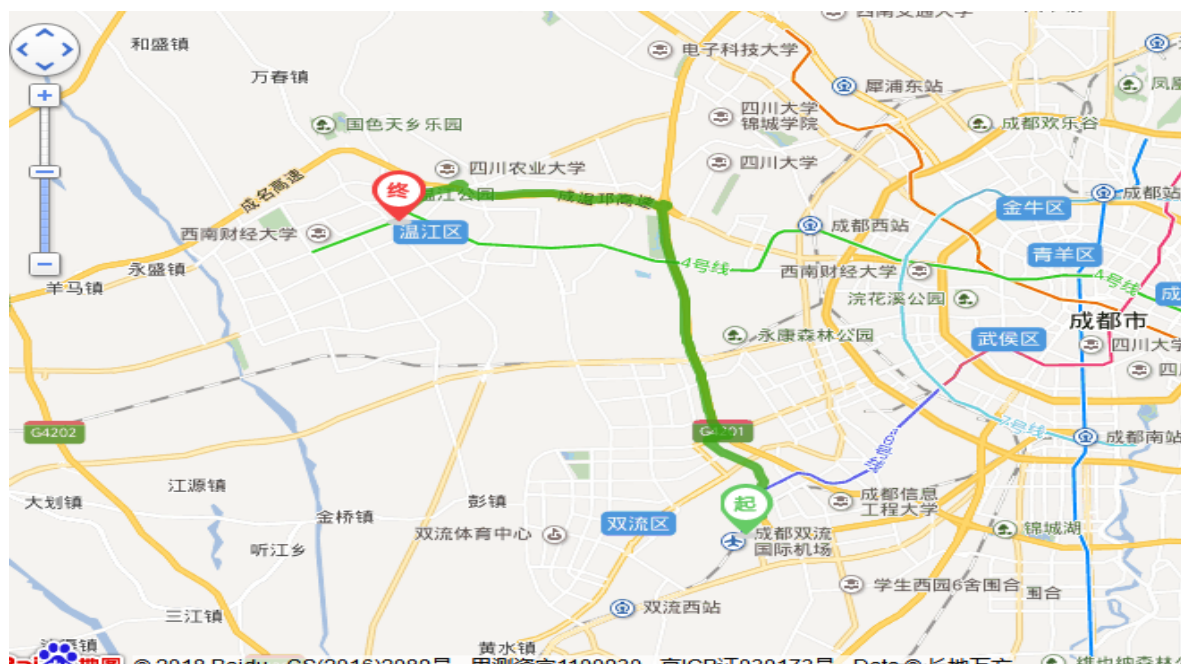 西南交通大学
和盛镇
电子科技大学
万春镇
犀浦东站
凤凰
四川大学
锦城学院
国色天乡乐园
成都欢乐谷
四川农业大学
四川大学
终
温江公园
成温邛高速
成名高速
成都站
金牛区
西南财经大学
温江区
成都西站
青羊区
永盛镇
4号线
西南财经大学
4号线
羊马镇
浣花溪公园
成
成都市
永康森林公园
武侯区
四川大学
四川
G4202
G4201
7号线
成都南站
江源镇
大划镇
彭镇
成都信息
工程大学
起
金桥镇
双流区
双流体育中心
成都双流
国际机场
锦城湖
听江乡
学生西园6舍围合
围合
三江镇
双流西站
黄水镇
地图